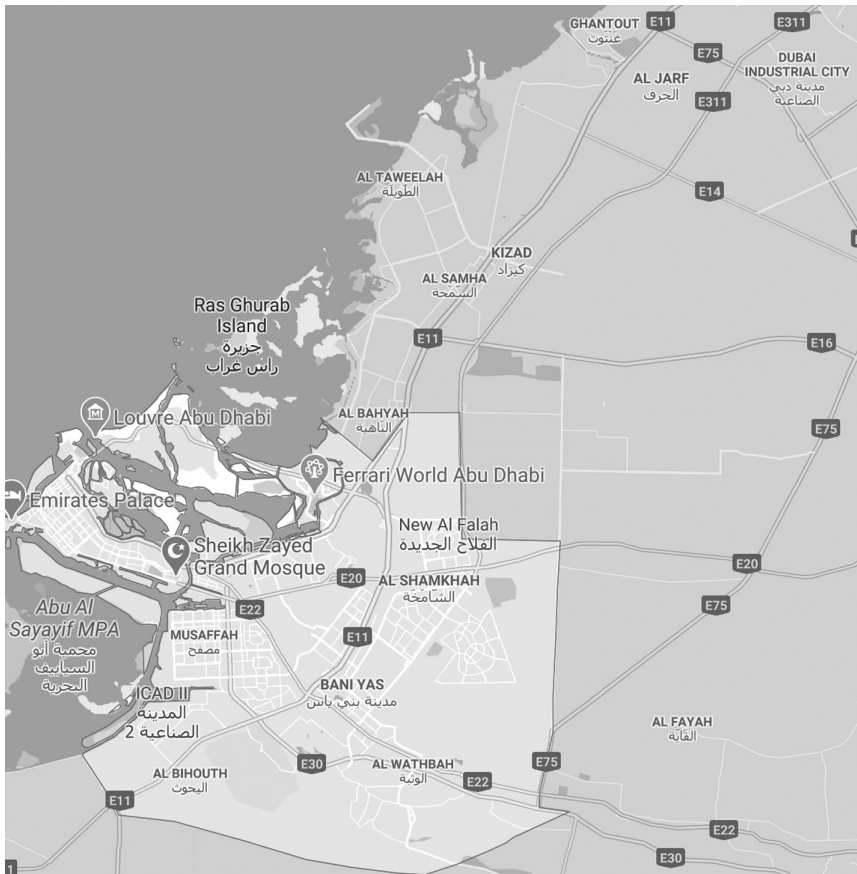 GHANTOUT
غنتوت
E11
E311
E75
DUBAI
INDUSTRIAL CITY
مدينة دبي
الصناعية
AL JARF
الجرف
E311
AL TAWEELAH
الطويلة
E14
KIZAD
كيزاد
AL SAMHA
السمحة
Ras Ghurab
Island
جزيرة
راس غراب
E11
E16
AL BAHYAH
الباهية
Louvre Abu Dhabi
E75
Ferrari World Abu Dhabi
Emirates Palace
New Al Falah
الفلاح الجديدة
Sheikh Zayed
Grand Mosque
E20
E20
AL SHAMKHAH
الشامخة
E22
E75
Abu Al
Sayayif MPA
محمية أبو
السياييف
البحرية
MUSAFFAH
مصفح
E11
BANI YAS
مدينة بني ياس
ICAD II
المدينة
الصناعية 2
AL FAYAH
E75
E30
AL WATHBAH
الوثبة
AL BIHOUTH
البحوث
E22
E11
E22
E30
1